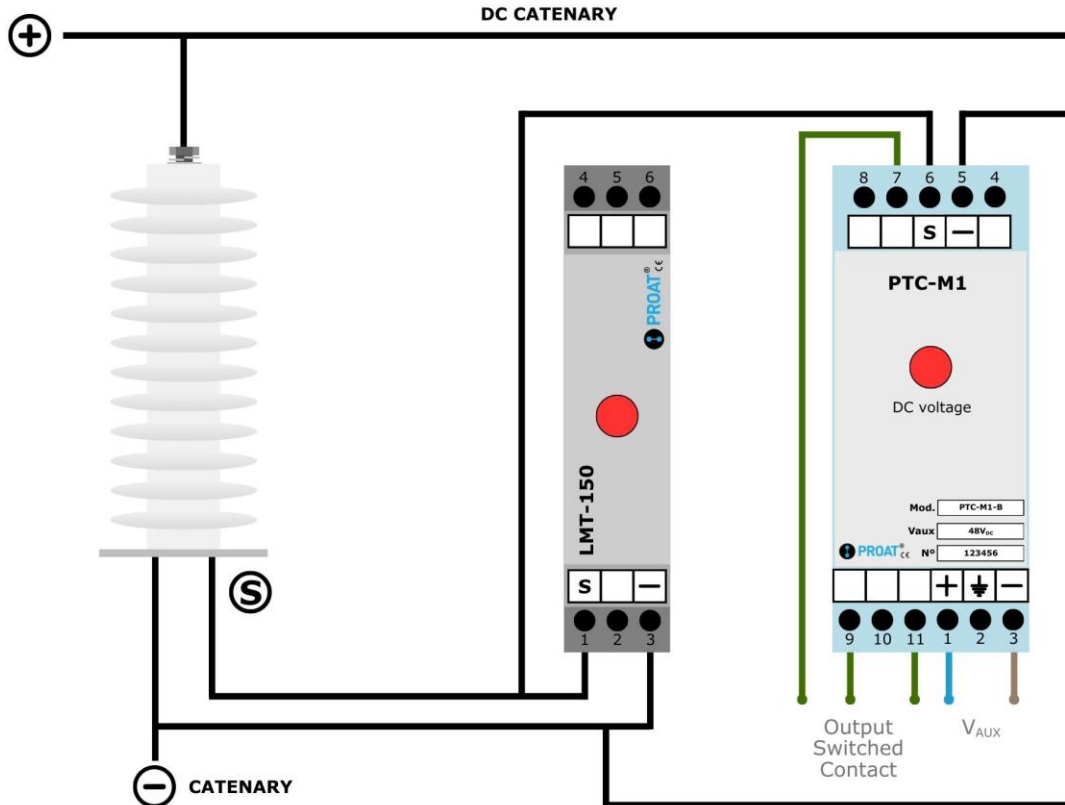 DC CATENARY
+
4 5 6
8 7 6 5 4
S —
PROAT® CE
PTC-M1
DC voltage
LMT-150
Mod. PTC-M1-B
Vaux 48VDC
PROAT® CE Nº 123456
S
S —
+ —
1 2 3
9 10 11 1 2 3
Output
Switched
Contact
VAUX
— CATENARY